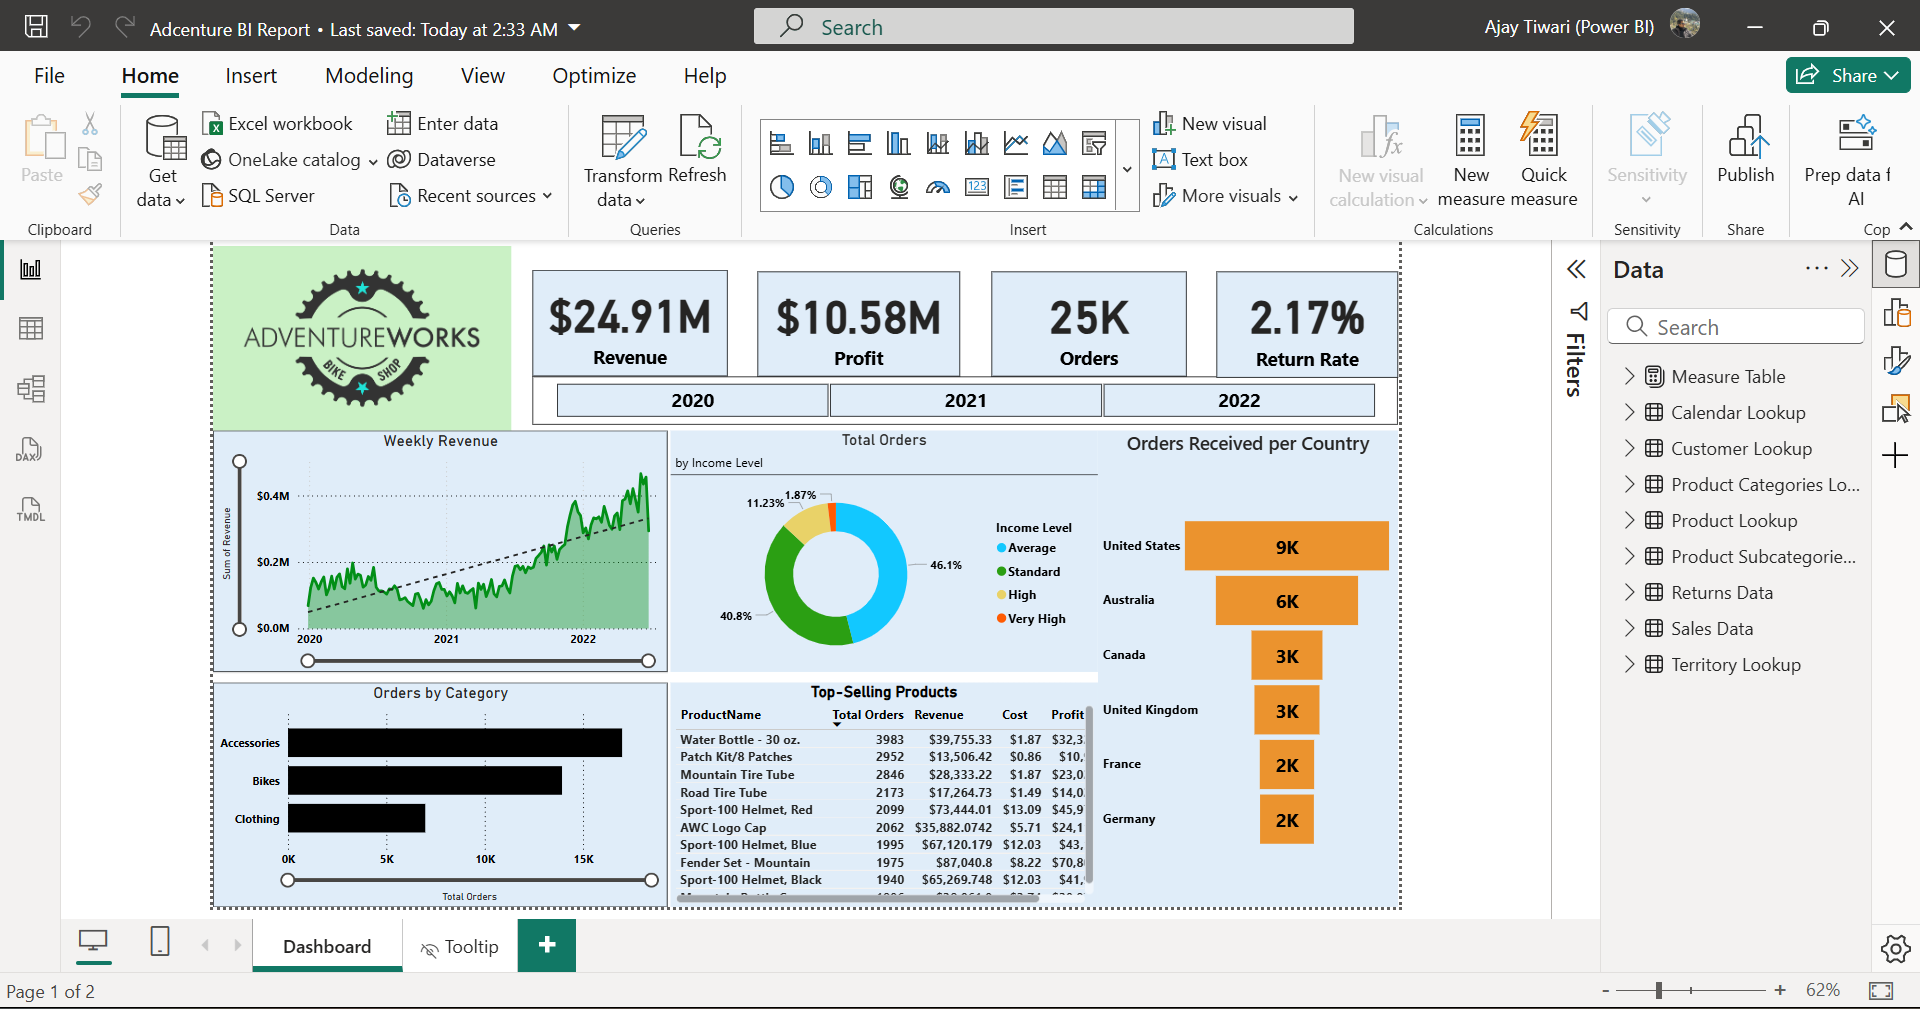 Adcenture BI Report • Last saved: Today at 2:33 AM
Search
Ajay Tiwari (Power BI)
File Home Insert Modeling View Optimize Help
Share
Paste
Clipboard
Get data
Excel workbook
OneLake catalog
SQL Server
Enter data
Dataverse
Recent sources
Data
Transform data
Refresh
Queries
123
New visual
Text box
More visuals
Insert
New visual calculation
New measure
Quick measure
Calculations
Sensitivity
Sensitivity
Publish
Share
Prep data f
AI
Cop
DAX
TMDL
ADVENTUREWORKS
BIKE SHOP
$24.91M
Revenue
$10.58M
Profit
25K
Orders
2.17%
Return Rate
2020 2021 2022
Weekly Revenue
Sum of Revenue
$0.4M
$0.2M
$0.0M
2020 2021 2022
Total Orders
by Income Level
1.87%
11.23%
46.1%
40.8%
Income Level
Average
Standard
High
Very High
Orders Received per Country
United States 9K
Australia 6K
Canada 3K
United Kingdom 3K
France 2K
Germany 2K
Orders by Category
Accessories
Bikes
Clothing
0K 5K 10K 15K
Total Orders
Top-Selling Products
ProductName Total Orders Revenue Cost Profit
Water Bottle - 30 oz. 3983 $39,755.33 $1.87 $32,3
Patch Kit/8 Patches 2952 $13,506.42 $0.86 $10,
Mountain Tire Tube 2846 $28,333.22 $1.87 $23,0
Road Tire Tube 2173 $17,264.73 $1.49 $14,0
Sport-100 Helmet, Red 2099 $73,444.01 $13.09 $45,9
AWC Logo Cap 2062 $35,882.0742 $5.71 $24,1
Sport-100 Helmet, Blue 1995 $67,120.179 $12.03 $43,
Fender Set - Mountain 1975 $87,040.8 $8.22 $70,8
Sport-100 Helmet, Black 1940 $65,269.748 $12.03 $41,
Filters
Data
Search
Measure Table
Calendar Lookup
Customer Lookup
Product Categories Lo...
Product Lookup
Product Subcategorie...
Returns Data
Sales Data
Territory Lookup
Dashboard
Tooltip
+
Page 1 of 2
- + 62%